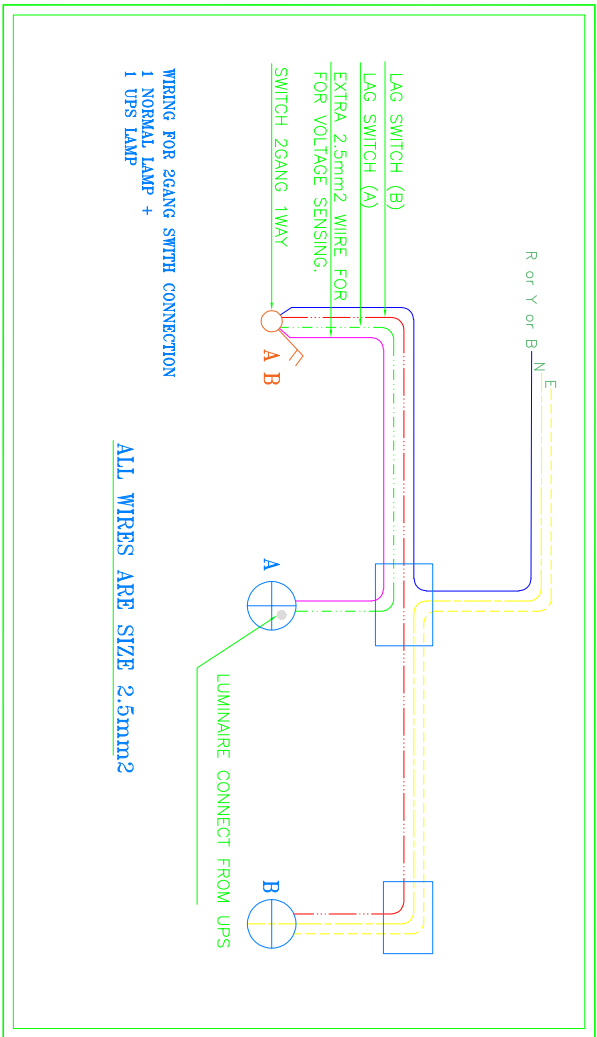 R or Y or B
N
E
LAG SWITCH (B)
LAG SWITCH (A)
EXTRA 2.5mm2 WIIRE FOR
FOR VOLTAGE SENSING.
SWITCH 2GANG 1WAY
A B
A
B
LUMINAIRE CONNECT FROM UPS
WIRING FOR 2GANG SWITH CONNECTION
1 NORMAL LAMP +
1 UPS LAMP
ALL WIRES ARE SIZE 2.5mm2